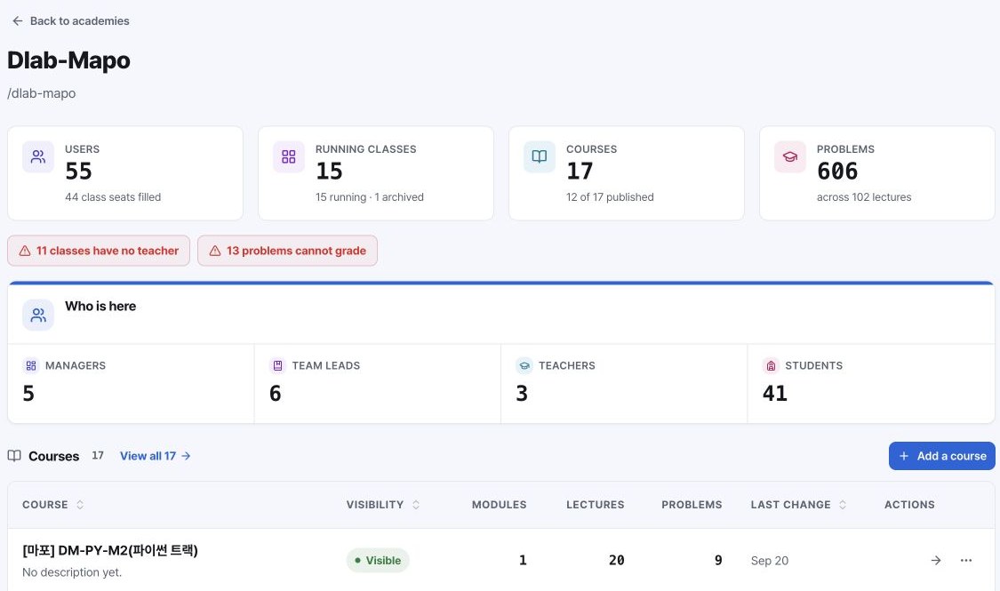 Back to academies
Dlab-Mapo
/dlab-mapo
USERS
55
44 class seats filled
RUNNING CLASSES
15
15 running · 1 archived
COURSES
17
12 of 17 published
PROBLEMS
606
across 102 lectures
11 classes have no teacher
13 problems cannot grade
Who is here
MANAGERS
5
TEAM LEADS
6
TEACHERS
3
STUDENTS
41
Courses 17 View all 17 →
+ Add a course
COURSE VISIBILITY MODULES LECTURES PROBLEMS LAST CHANGE ACTIONS
[마포] DM-PY-M2(파이썬 트랙)
No description yet.
Visible 1 20 9 Sep 20